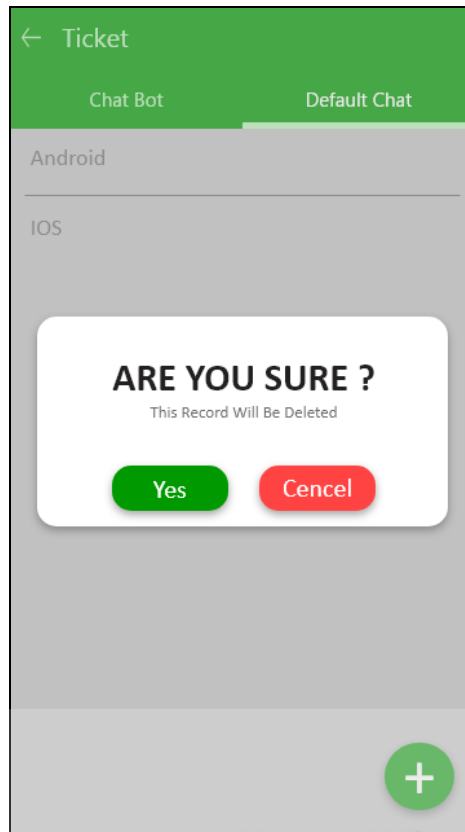 Ticket
Chat Bot Default Chat
Android
IOS
ARE YOU SURE ?
This Record Will Be Deleted
Yes Cencel